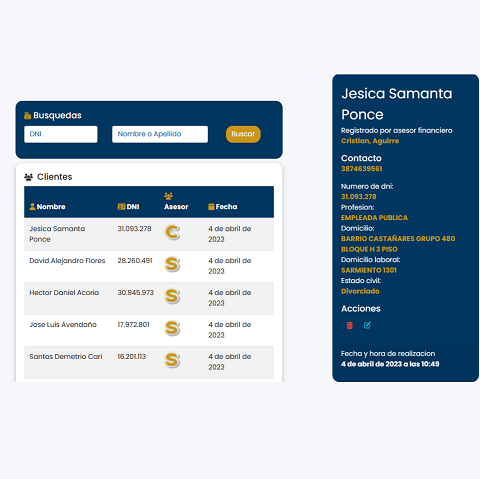 Busquedas
DNI
Nombre o Apellido
Buscar
Clientes
Nombre DNI Asesor Fecha
Jesica Samanta Ponce 31.093.278 C 4 de abril de 2023
David Alejandro Flores 28.260.491 S 4 de abril de 2023
Hector Daniel Acoria 30.945.973 S 4 de abril de 2023
Jose Luis Avendaño 17.972.801 S 4 de abril de 2023
Santos Demetrio Cari 16.201.113 S 4 de abril de 2023
Jesica Samanta
Ponce
Registrado por asesor financiero
Cristian, Aguirre
Contacto
3874639561
Numero de dni:
31.093.278
Profesion:
EMPLEADA PUBLICA
Domicilio:
BARRIO CASTAÑARES GRUPO 480
BLOQUE H 3 PISO
Domicilio laboral:
SARMIENTO 1301
Estado civil:
Divorciado
Acciones
Fecha y hora de realizacion
4 de abril de 2023 a las 10:49